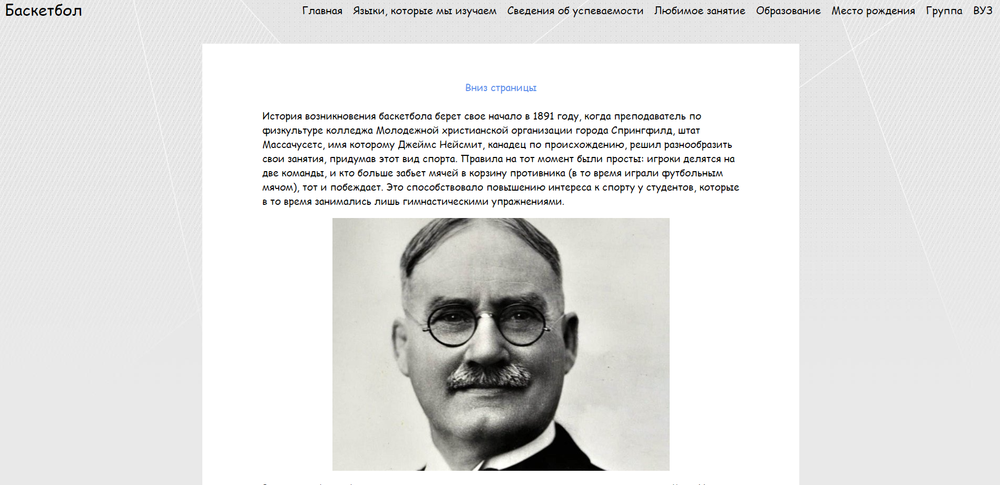 Баскетбол
Главная Языки, которые мы изучаем Сведения об успеваемости Любимое занятие Образование Место рождения Группа ВУЗ
Вниз страницы
История возникновения баскетбола берет свое начало в 1891 году, когда преподаватель по
физкультуре колледжа Молодежной христианской организации города Спрингфилд, штат
Массачусетс, имя которому Джеймс Нейсмит, канадец по происхождению, решил разнообразить
свои занятия, придумав этот вид спорта. Правила на тот момент были просты: игроки делятся на
две команды, и кто больше забьет мячей в корзину противника (в то время играли футбольным
мячом), тот и побеждает. Это способствовало повышению интереса к спорту у студентов, которые
в то время занимались лишь гимнастическими упражнениями.